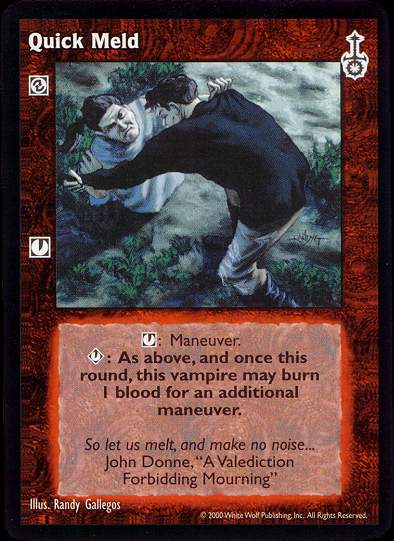 Quick Meld
: Maneuver.
: As above, and once this
round, this vampire may burn
1 blood for an additional
maneuver.
So let us melt, and make no noise...
John Donne, "A Valediction
Forbidding Mourning"
Illus. Randy Gallegos
© 2000 White Wolf Publishing, Inc. All Rights Reserved.